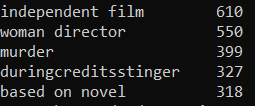 independent film 610
woman director 550
murder 399
duringcreditsstinger 327
based on novel 318